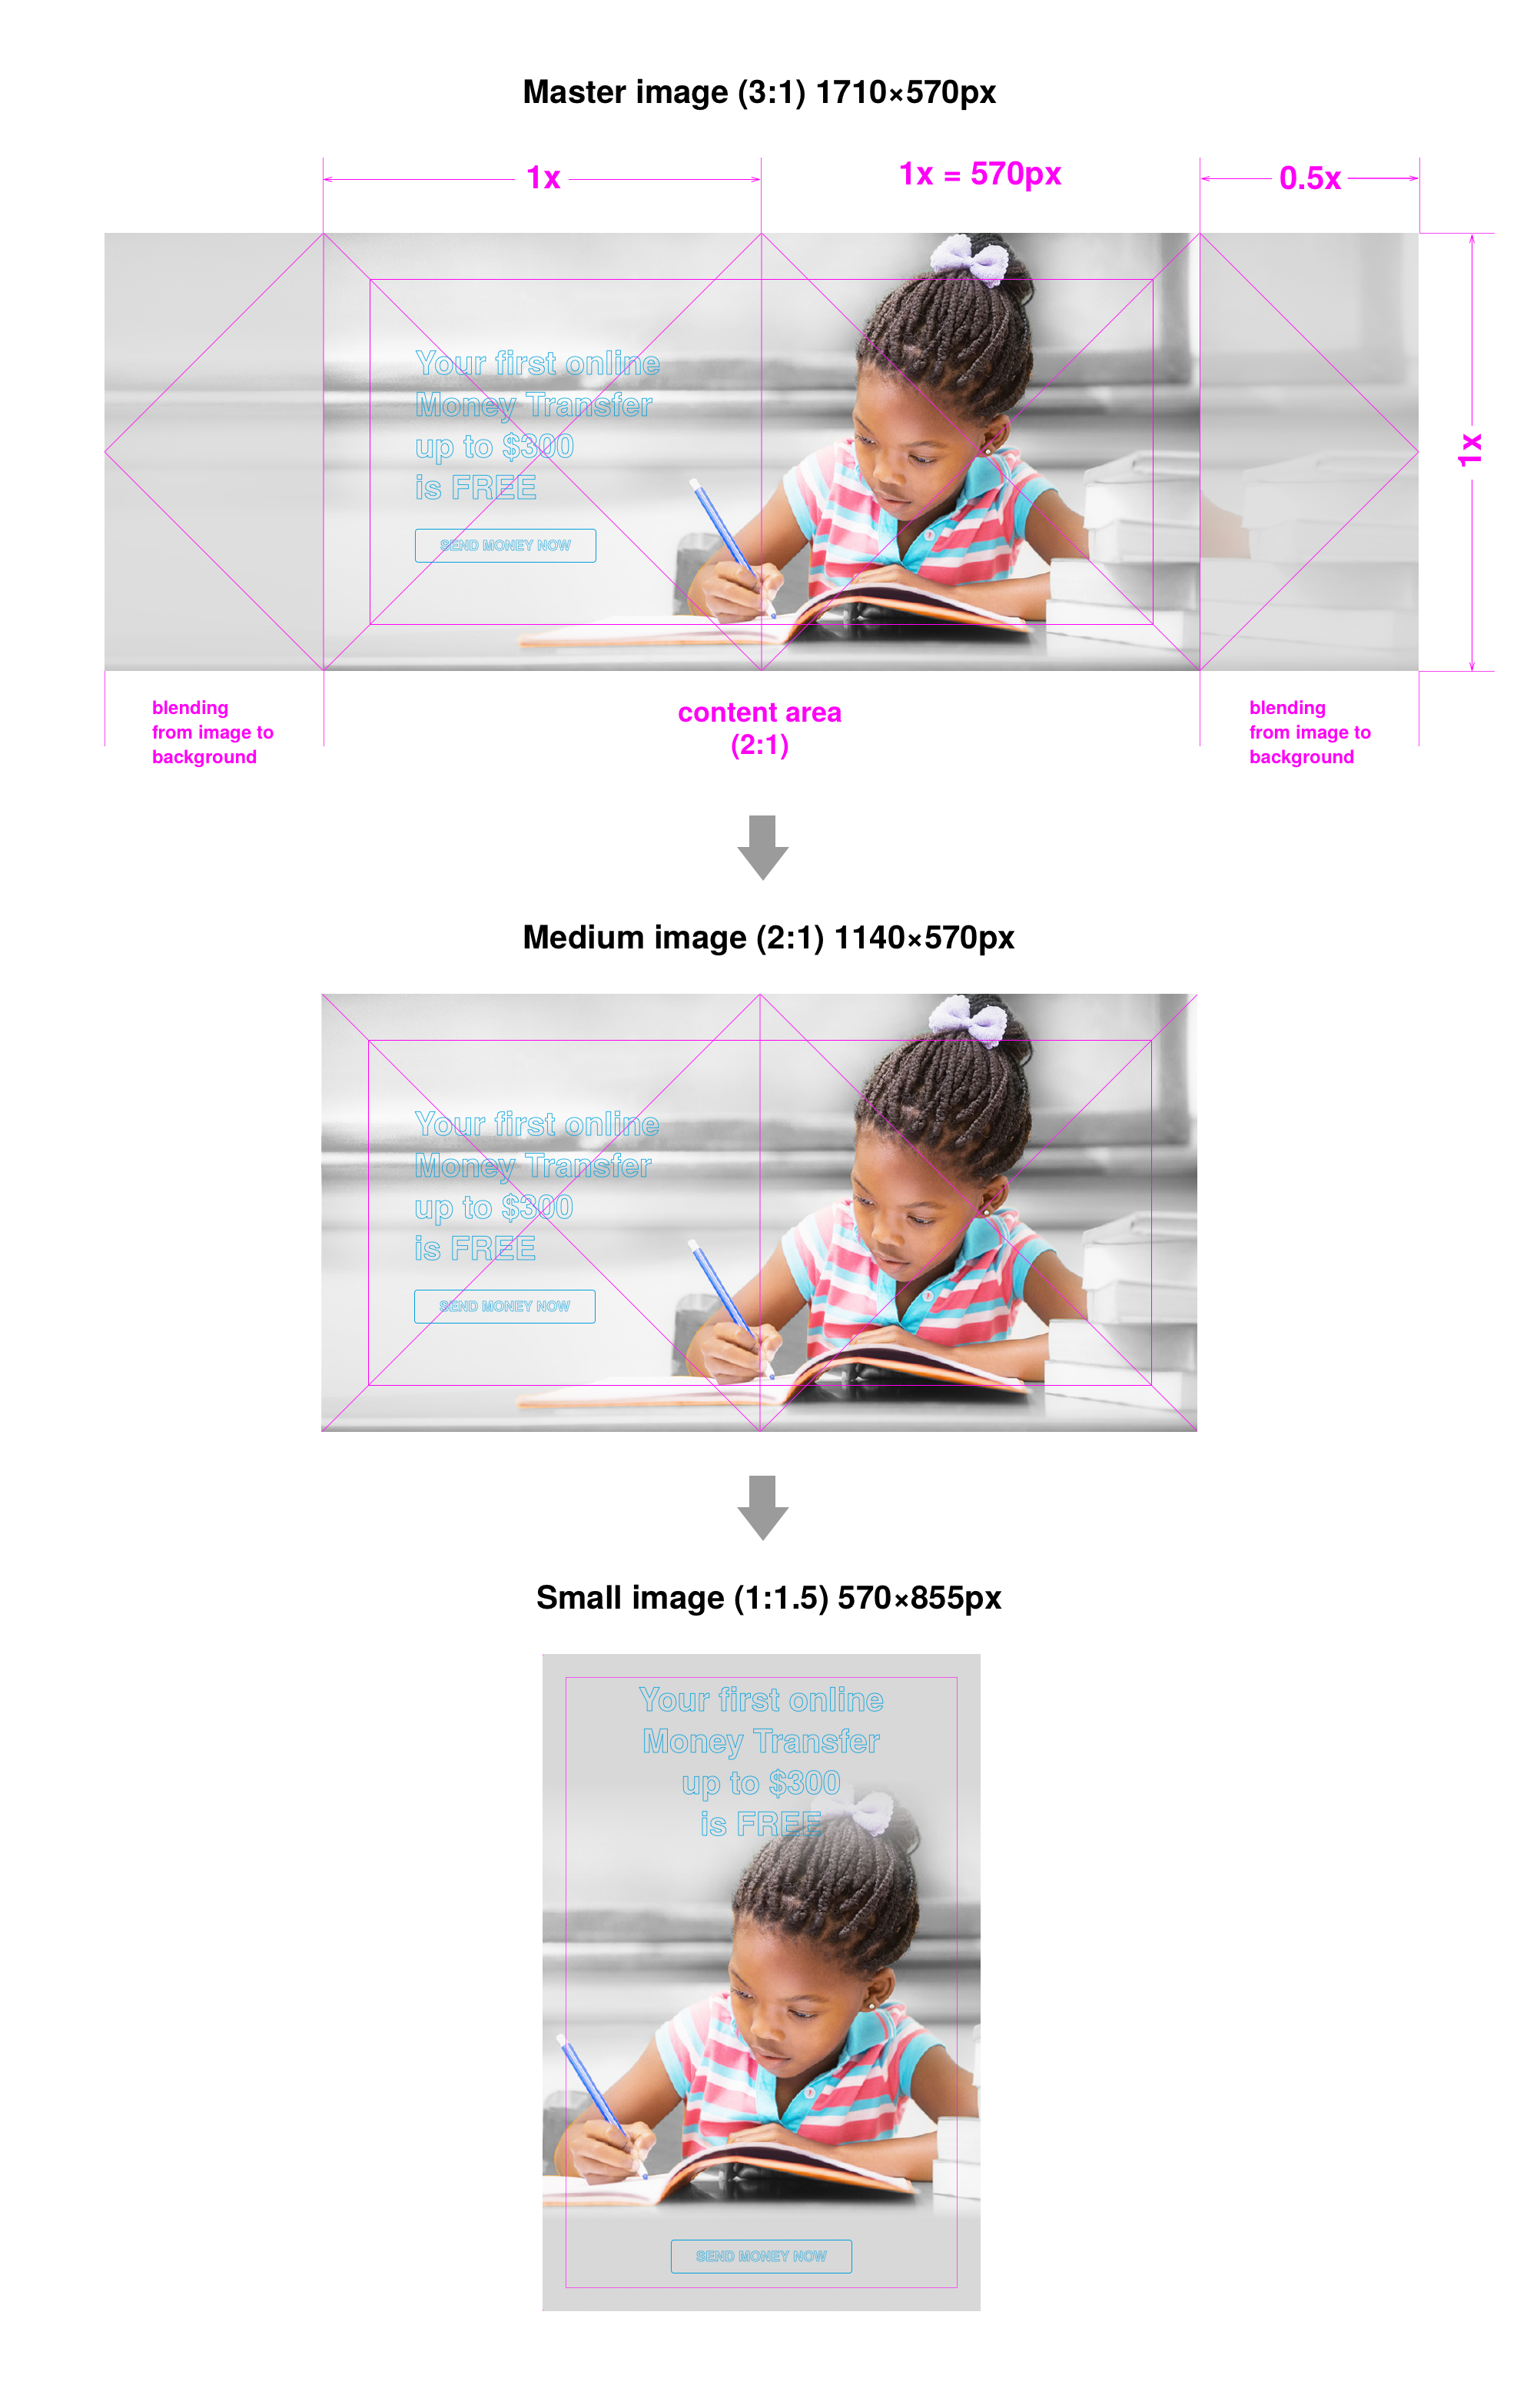 Master image (3:1) 1710×570px
1x
1x = 570px
0.5x
Your first online
Money Transfer
up to $300
is FREE
SEND MONEY NOW
1x
blending
from image to
background
content area
(2:1)
blending
from image to
background
Medium image (2:1) 1140×570px
Your first online
Money Transfer
up to $300
is FREE
SEND MONEY NOW
Small image (1:1.5) 570×855px
Your first online
Money Transfer
up to $300
is FREE
SEND MONEY NOW